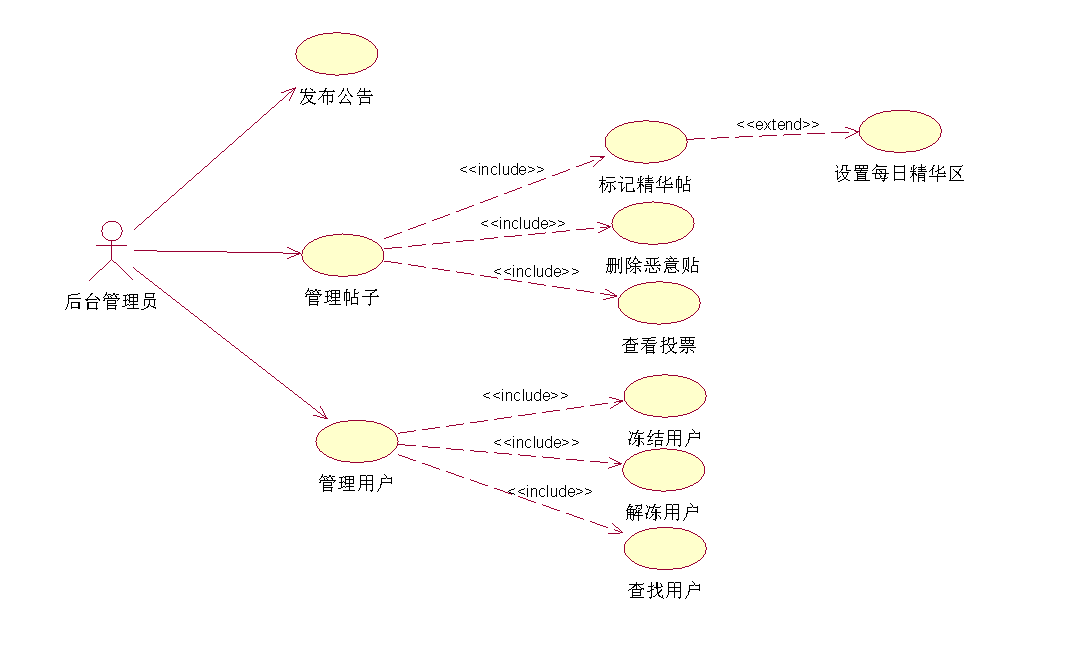 发布公告
<<extend>>
<<include>>
标记精华帖
设置每日精华区
<<include>>
删除恶意贴
<<include>>
后台管理员
管理帖子
查看投票
<<include>>
冻结用户
<<include>>
管理用户
<<include>>
解冻用户
查找用户